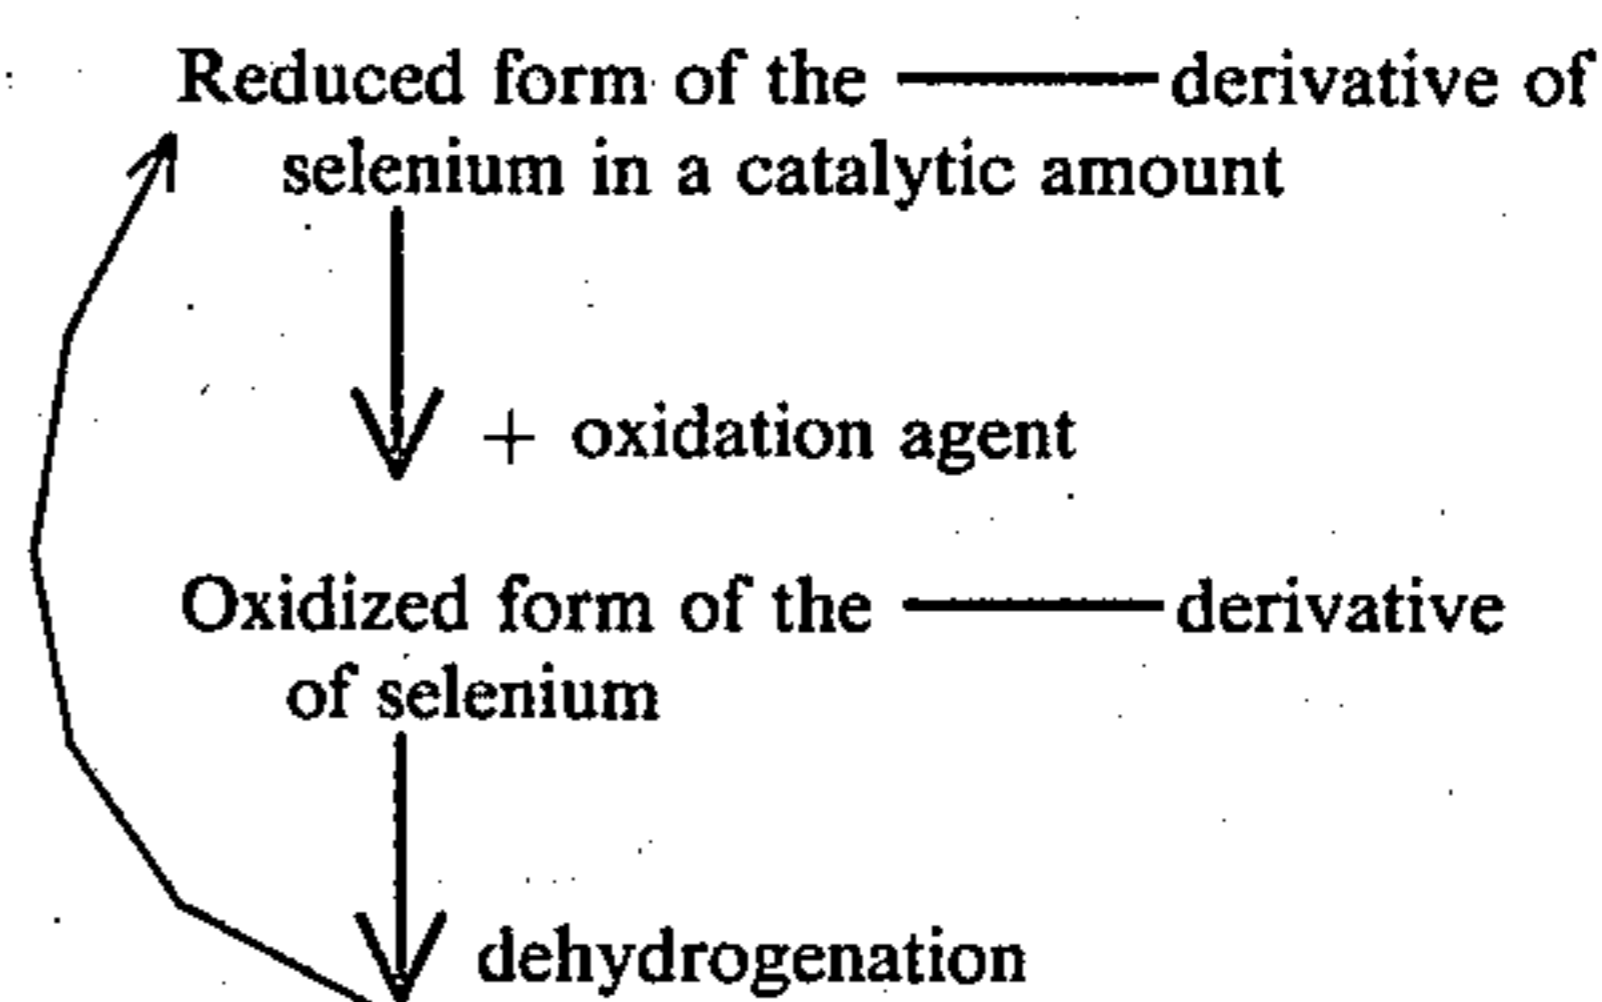 Reduced form of the ——— derivative of
selenium in a catalytic amount
+ oxidation agent
Oxidized form of the ——— derivative
of selenium
dehydrogenation